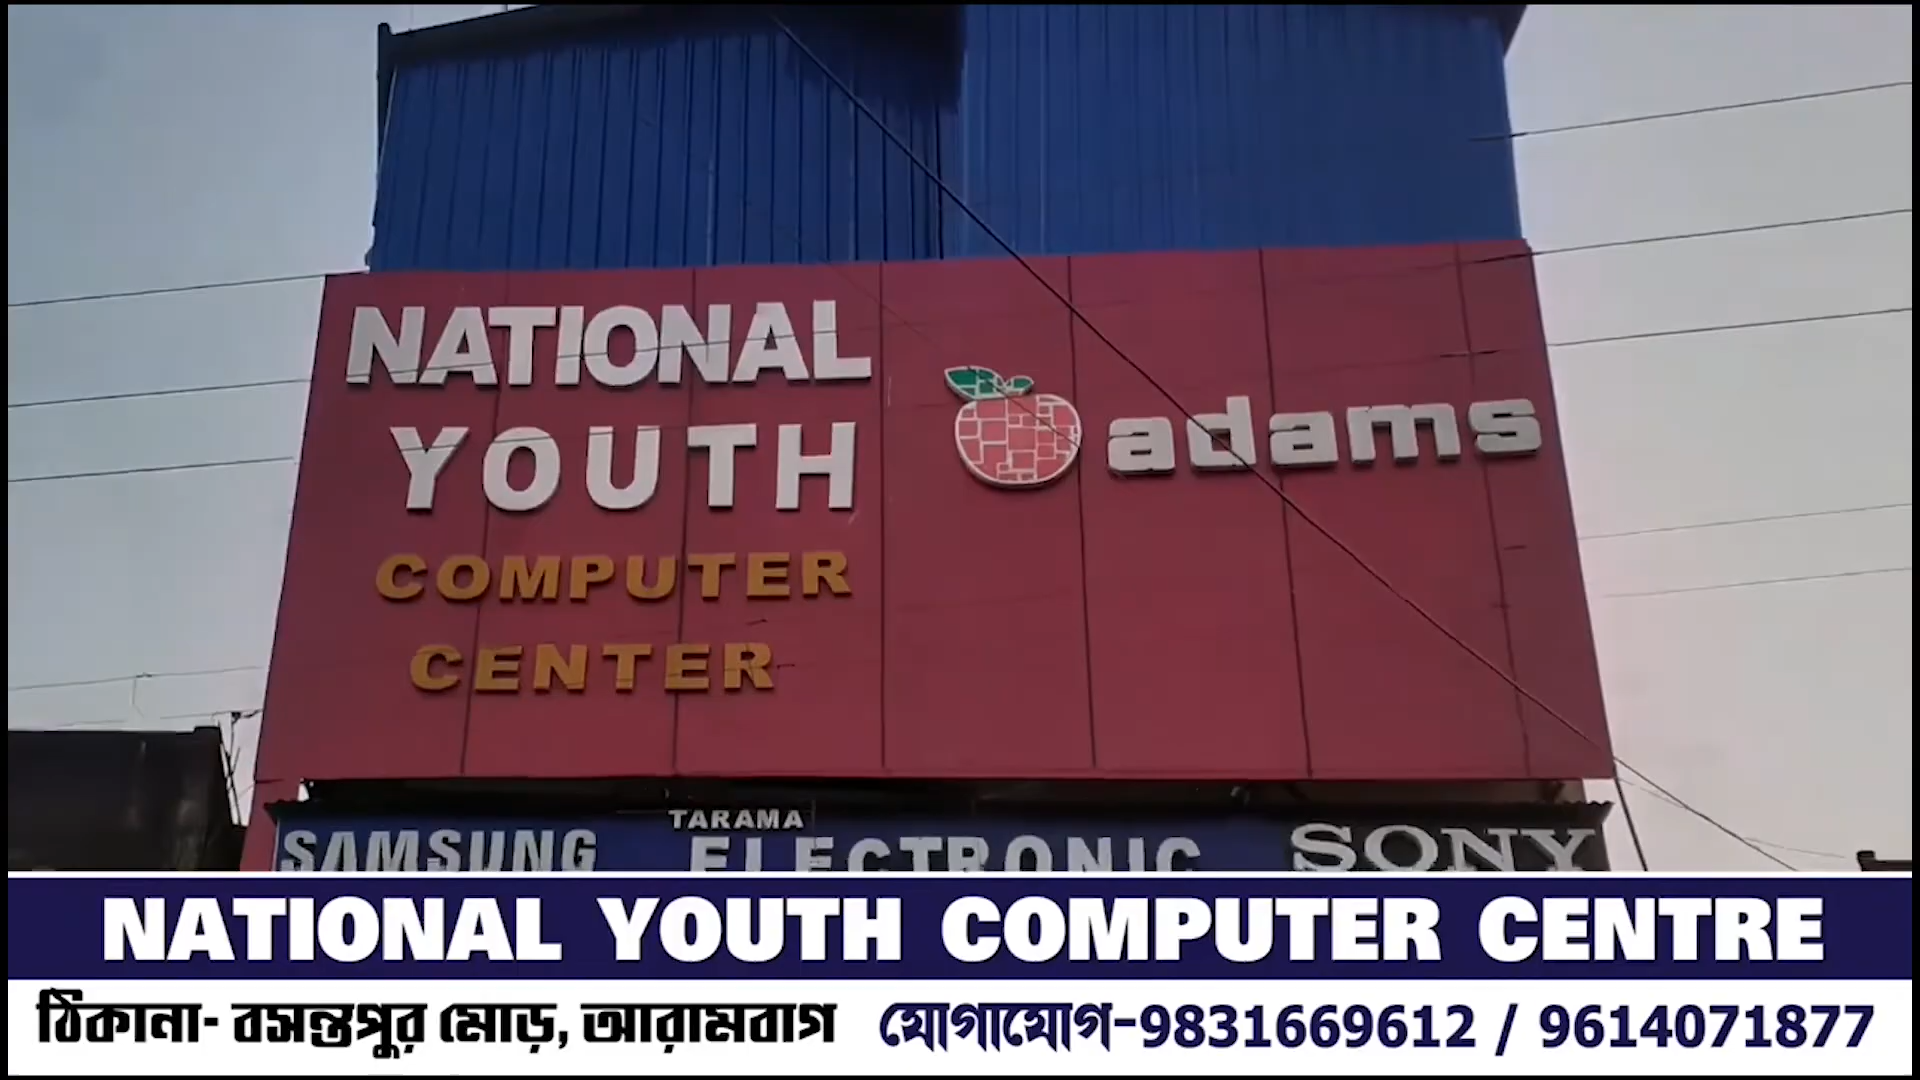 NATIONAL
YOUTH
COMPUTER
CENTER
adams
TARAMA
SAMSUNG ELECTRONIC SONY
NATIONAL YOUTH COMPUTER CENTRE
ঠিকানা- বসন্তপুর মোড়, আরামবাগ যোগাযোগ-9831669612 / 9614071877